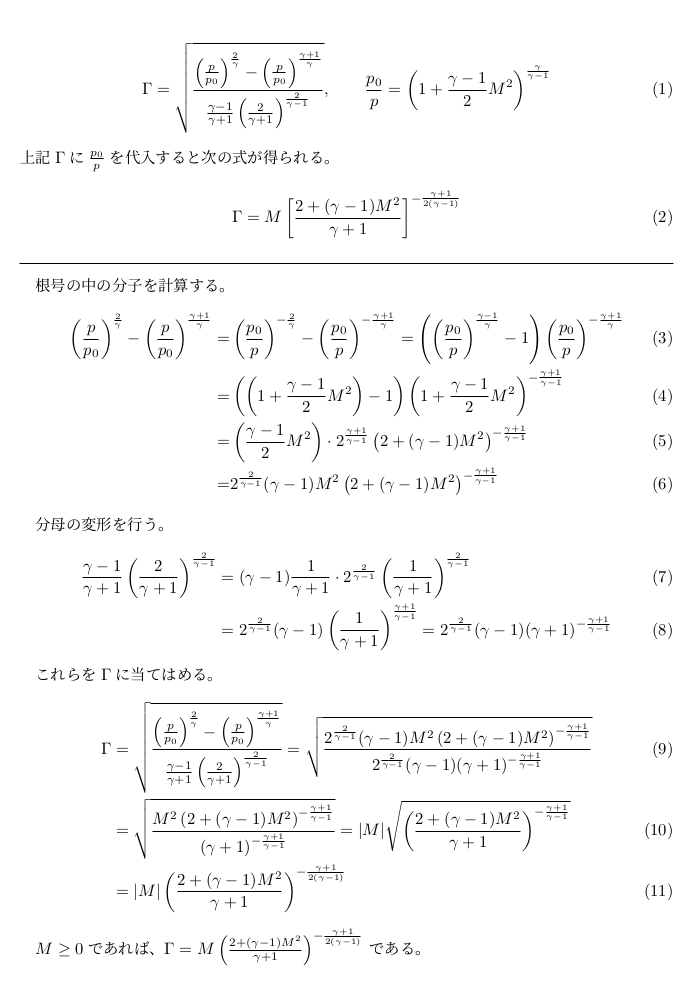 $$\Gamma = \sqrt{\frac{\left(\frac{p}{p_0}\right)^{\frac{2}{\gamma}} - \left(\frac{p}{p_0}\right)^{\frac{\gamma+1}{\gamma}}}{\frac{\gamma-1}{\gamma+1}\left(\frac{2}{\gamma+1}\right)^{\frac{2}{\gamma-1}}}}, \qquad \frac{p_0}{p} = \left(1 + \frac{\gamma-1}{2}M^2\right)^{\frac{\gamma}{\gamma-1}} \quad (1)$$
上記 $\Gamma$ に $\frac{p_0}{p}$ を代入すると次の式が得られる。
$$\Gamma = M\left[\frac{2+(\gamma-1)M^2}{\gamma+1}\right]^{-\frac{\gamma+1}{2(\gamma-1)}} \quad (2)$$
根号の中の分子を計算する。
$$\left(\frac{p}{p_0}\right)^{\frac{2}{\gamma}} - \left(\frac{p}{p_0}\right)^{\frac{\gamma+1}{\gamma}} = \left(\frac{p_0}{p}\right)^{-\frac{2}{\gamma}} - \left(\frac{p_0}{p}\right)^{-\frac{\gamma+1}{\gamma}} = \left(\left(\frac{p_0}{p}\right)^{\frac{\gamma-1}{\gamma}} - 1\right)\left(\frac{p_0}{p}\right)^{-\frac{\gamma+1}{\gamma}} \quad (3)$$
$$= \left(\left(1 + \frac{\gamma-1}{2}M^2\right) - 1\right)\left(1 + \frac{\gamma-1}{2}M^2\right)^{-\frac{\gamma+1}{\gamma-1}} \quad (4)$$
$$= \left(\frac{\gamma-1}{2}M^2\right) \cdot 2^{\frac{\gamma+1}{\gamma-1}}\left(2+(\gamma-1)M^2\right)^{-\frac{\gamma+1}{\gamma-1}} \quad (5)$$
$$= 2^{\frac{2}{\gamma-1}}(\gamma-1)M^2\left(2+(\gamma-1)M^2\right)^{-\frac{\gamma+1}{\gamma-1}} \quad (6)$$
分母の変形を行う。
$$\frac{\gamma-1}{\gamma+1}\left(\frac{2}{\gamma+1}\right)^{\frac{2}{\gamma-1}} = (\gamma-1)\frac{1}{\gamma+1} \cdot 2^{\frac{2}{\gamma-1}}\left(\frac{1}{\gamma+1}\right)^{\frac{2}{\gamma-1}} \quad (7)$$
$$= 2^{\frac{2}{\gamma-1}}(\gamma-1)\left(\frac{1}{\gamma+1}\right)^{\frac{\gamma+1}{\gamma-1}} = 2^{\frac{2}{\gamma-1}}(\gamma-1)(\gamma+1)^{-\frac{\gamma+1}{\gamma-1}} \quad (8)$$
これらを $\Gamma$ に当てはめる。
$$\Gamma = \sqrt{\frac{\left(\frac{p}{p_0}\right)^{\frac{2}{\gamma}} - \left(\frac{p}{p_0}\right)^{\frac{\gamma+1}{\gamma}}}{\frac{\gamma-1}{\gamma+1}\left(\frac{2}{\gamma+1}\right)^{\frac{2}{\gamma-1}}}} = \sqrt{\frac{2^{\frac{2}{\gamma-1}}(\gamma-1)M^2\left(2+(\gamma-1)M^2\right)^{-\frac{\gamma+1}{\gamma-1}}}{2^{\frac{2}{\gamma-1}}(\gamma-1)(\gamma+1)^{-\frac{\gamma+1}{\gamma-1}}}} \quad (9)$$
$$= \sqrt{\frac{M^2\left(2+(\gamma-1)M^2\right)^{-\frac{\gamma+1}{\gamma-1}}}{(\gamma+1)^{-\frac{\gamma+1}{\gamma-1}}}} = |M|\sqrt{\left(\frac{2+(\gamma-1)M^2}{\gamma+1}\right)^{-\frac{\gamma+1}{\gamma-1}}} \quad (10)$$
$$= |M|\left(\frac{2+(\gamma-1)M^2}{\gamma+1}\right)^{-\frac{\gamma+1}{2(\gamma-1)}} \quad (11)$$
$M \geq 0$ であれば、$\Gamma = M\left(\frac{2+(\gamma-1)M^2}{\gamma+1}\right)^{-\frac{\gamma+1}{2(\gamma-1)}}$ である。